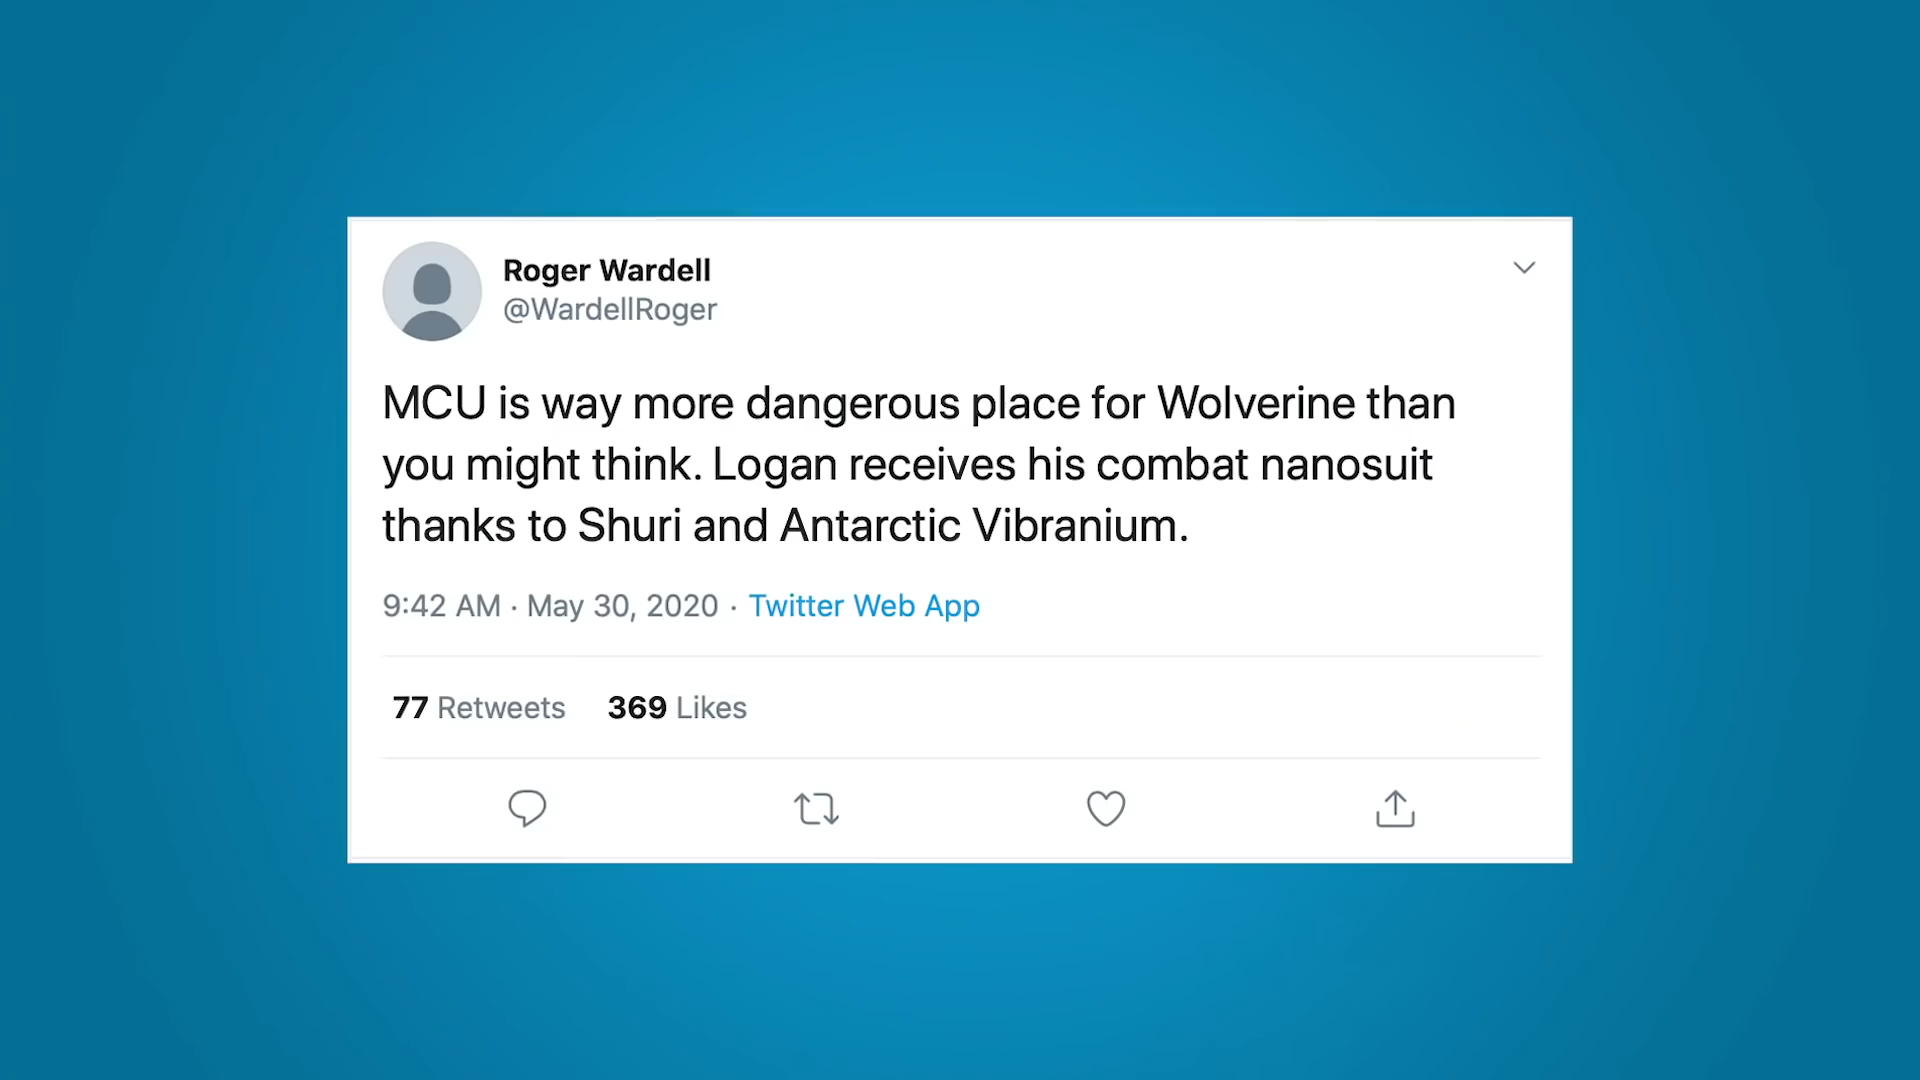 Roger Wardell
@WardellRoger
MCU is way more dangerous place for Wolverine than
you might think. Logan receives his combat nanosuit
thanks to Shuri and Antarctic Vibranium.
9:42 AM · May 30, 2020 · Twitter Web App
77 Retweets 369 Likes